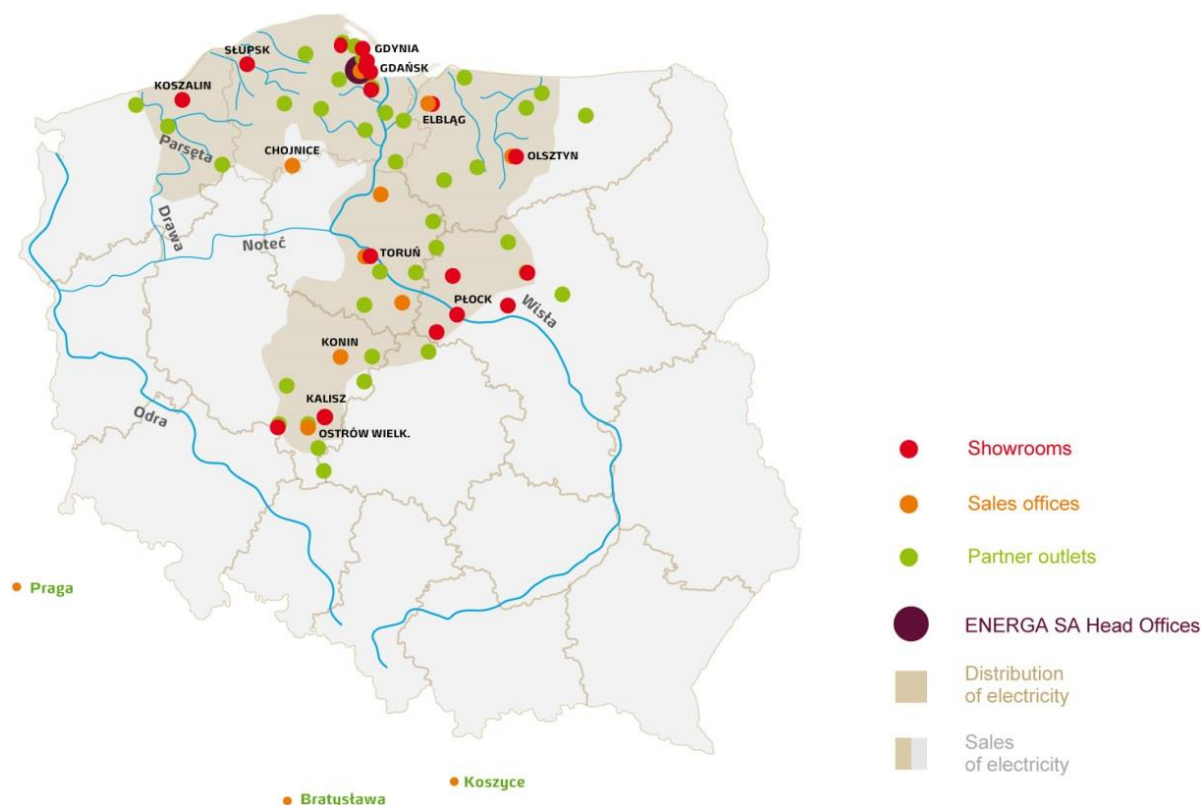 GDYNIA
SŁUPSK
GDAŃSK
KOSZALIN
ELBLĄG
Parsęta
CHOJNICE
OLSZTYN
Drawa
Noteć
TORUŃ
PŁOCK
Wisła
KONIN
KALISZ
Odra
OSTRÓW WIELK.
Showrooms
Sales offices
Partner outlets
Praga
ENERGA SA Head Offices
Distribution
of electricity
Sales
of electricity
Koszyce
Bratysława